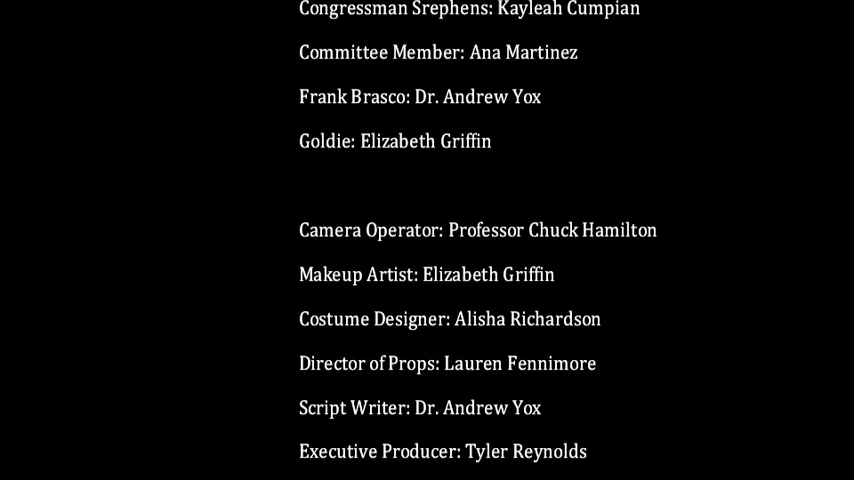 Congressman Srephens: Kayleah Cumpian
Committee Member: Ana Martinez
Frank Brasco: Dr. Andrew Yox
Goldie: Elizabeth Griffin
Camera Operator: Professor Chuck Hamilton
Makeup Artist: Elizabeth Griffin
Costume Designer: Alisha Richardson
Director of Props: Lauren Fennimore
Script Writer: Dr. Andrew Yox
Executive Producer: Tyler Reynolds